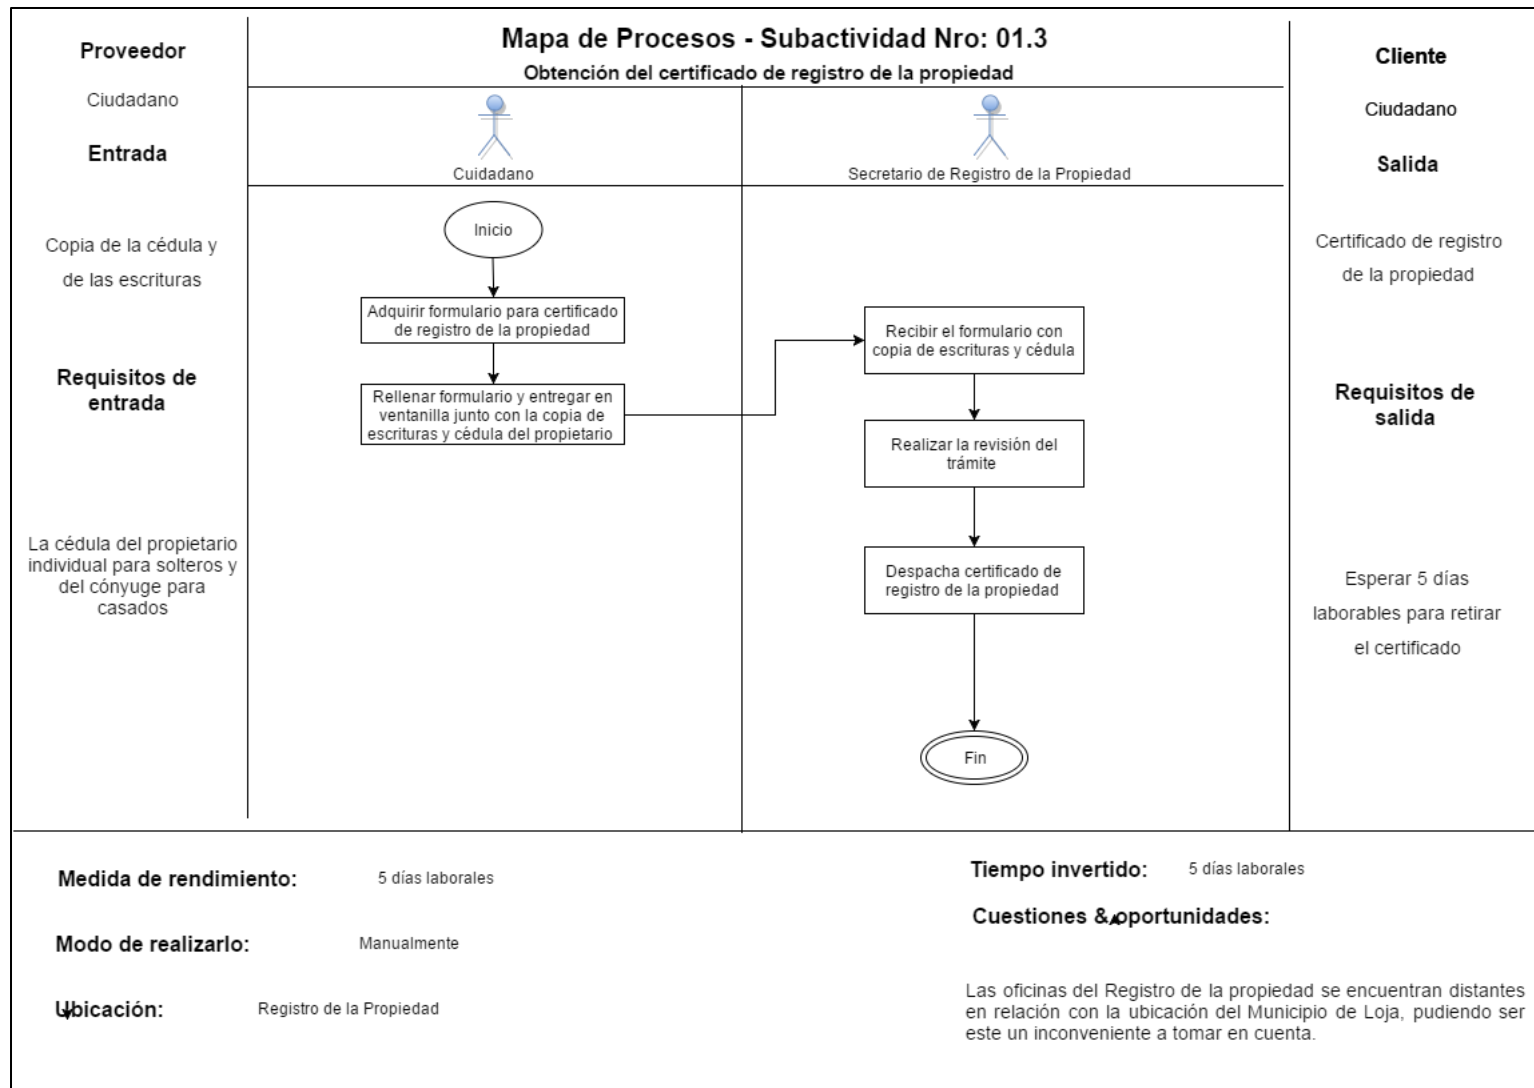 Proveedor
Ciudadano
Entrada
Copia de la cédula y
de las escrituras
Requisitos de
entrada
La cédula del propietario
individual para solteros y
del cónyuge para
casados
Mapa de Procesos - Subactividad Nro: 01.3
Obtención del certificado de registro de la propiedad
Cuidadano
Inicio
Adquirir formulario para certificado
de registro de la propiedad
Rellenar formulario y entregar en
ventanilla junto con la copia de
escrituras y cédula del propietario
Secretario de Registro de la Propiedad
Recibir el formulario con
copia de escrituras y cédula
Realizar la revisión del
trámite
Despacha certificado de
registro de la propiedad
Fin
Cliente
Ciudadano
Salida
Certificado de registro
de la propiedad
Requisitos de
salida
Esperar 5 días
laborables para retirar
el certificado
Medida de rendimiento: 5 días laborales
Modo de realizarlo: Manualmente
Ubicación: Registro de la Propiedad
Tiempo invertido: 5 días laborales
Cuestiones & oportunidades:
Las oficinas del Registro de la propiedad se encuentran distantes
en relación con la ubicación del Municipio de Loja, pudiendo ser
este un inconveniente a tomar en cuenta.